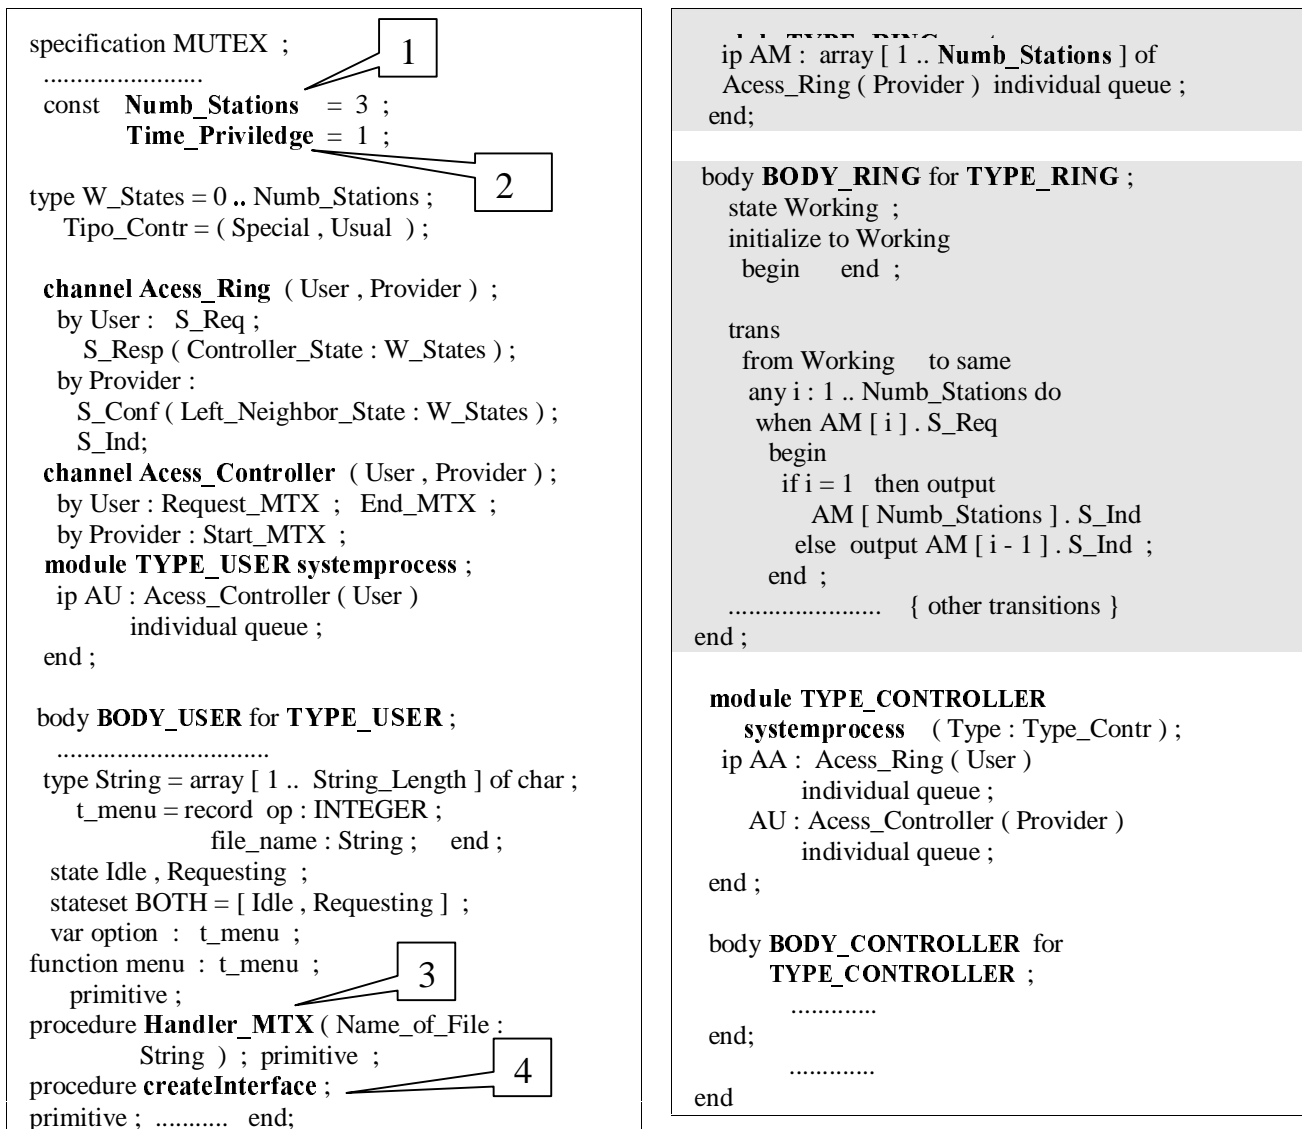 specification MUTEX ;
1
........................
const Numb_Stations = 3 ;
Time_Priviledge = 1 ;
2
type W_States = 0 .. Numb_Stations ;
Tipo_Contr = ( Special , Usual ) ;
channel Acess_Ring ( User , Provider ) ;
by User : S_Req ;
S_Resp ( Controller_State : W_States ) ;
by Provider :
S_Conf ( Left_Neighbor_State : W_States ) ;
S_Ind;
channel Acess_Controller ( User , Provider ) ;
by User : Request_MTX ; End_MTX ;
by Provider : Start_MTX ;
module TYPE_USER systemprocess ;
ip AU : Acess_Controller ( User )
individual queue ;
end ;
body BODY_USER for TYPE_USER ;
................................
type String = array [ 1 .. String_Length ] of char ;
t_menu = record op : INTEGER ;
file_name : String ; end ;
state Idle , Requesting ;
stateset BOTH = [ Idle , Requesting ] ;
var option : t_menu ;
function menu : t_menu ;
3
primitive ;
procedure Handler_MTX ( Name_of_File :
String ) ; primitive ;
4
procedure createInterface ;
primitive ; ........... end;
ip AM : array [ 1 .. Numb_Stations ] of
Acess_Ring ( Provider ) individual queue ;
end;
body BODY_RING for TYPE_RING ;
state Working ;
initialize to Working
begin end ;
trans
from Working to same
any i : 1 .. Numb_Stations do
when AM [ i ] . S_Req
begin
if i = 1 then output
AM [ Numb_Stations ] . S_Ind
else output AM [ i - 1 ] . S_Ind ;
end ;
....................... { other transitions }
end ;
module TYPE_CONTROLLER
systemprocess ( Type : Type_Contr ) ;
ip AA : Acess_Ring ( User )
individual queue ;
AU : Acess_Controller ( Provider )
individual queue ;
end ;
body BODY_CONTROLLER for
TYPE_CONTROLLER ;
.............
end;
.............
end